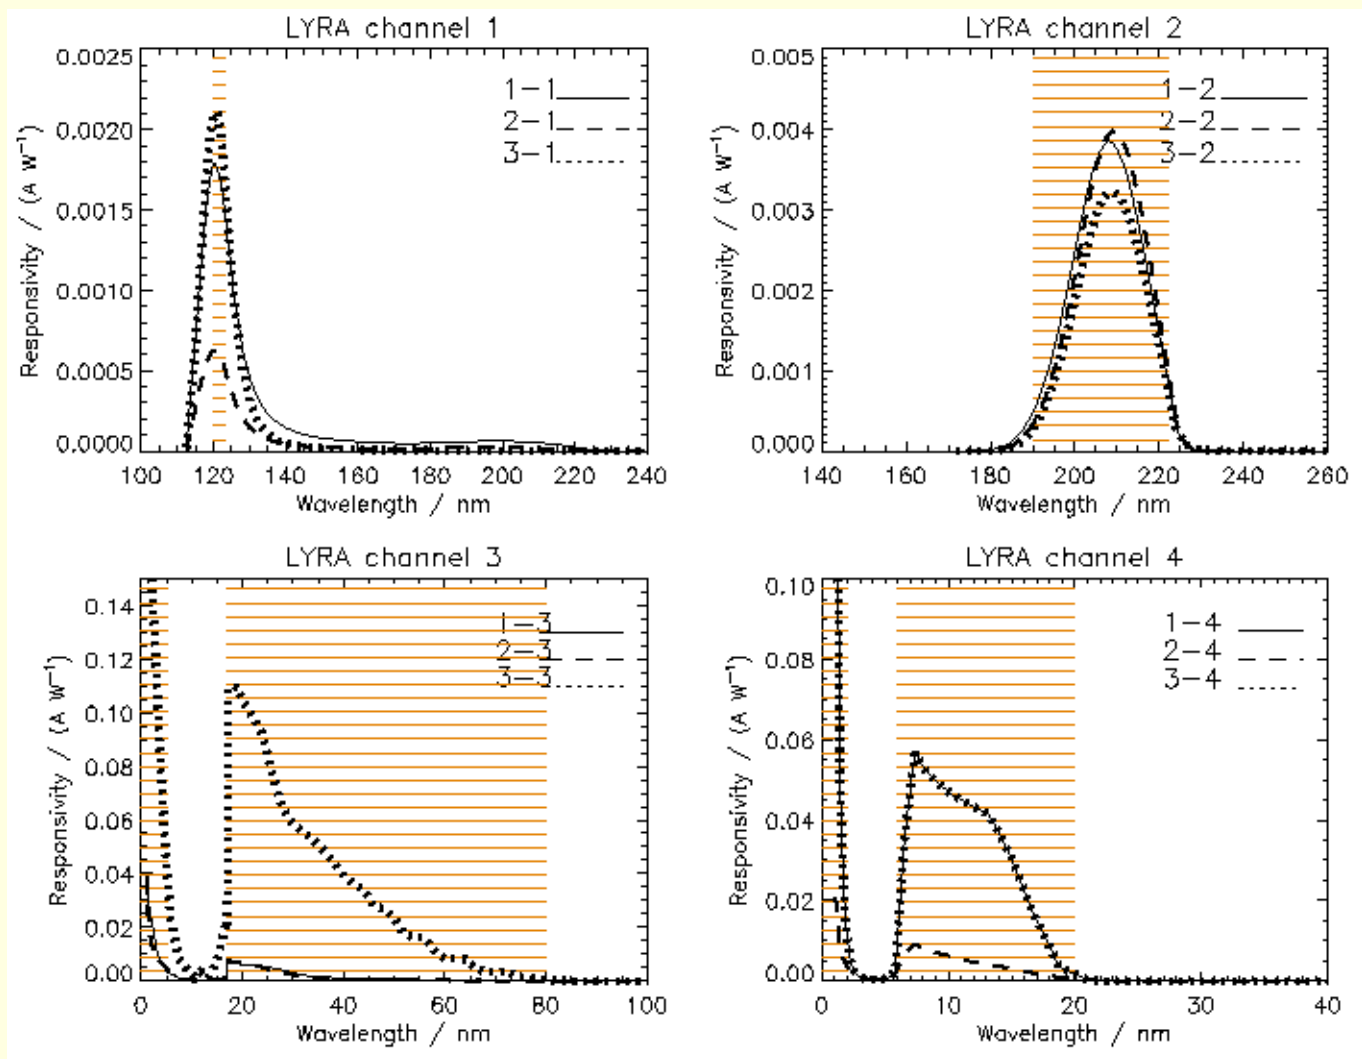 LYRA channel 1
0.0025
0.0020
0.0015
0.0010
0.0005
0.0000
Responsivity / (A W⁻¹)
1-1
2-1
3-1
100 120 140 160 180 200 220 240
Wavelength / nm
LYRA channel 2
0.005
0.004
0.003
0.002
0.001
0.000
Responsivity / (A W⁻¹)
1-2
2-2
3-2
140 160 180 200 220 240 260
Wavelength / nm
LYRA channel 3
0.14
0.12
0.10
0.08
0.06
0.04
0.02
0.00
Responsivity / (A W⁻¹)
1-3
2-3
3-3
0 20 40 60 80 100
Wavelength / nm
LYRA channel 4
0.10
0.08
0.06
0.04
0.02
0.00
Responsivity / (A W⁻¹)
1-4
2-4
3-4
0 10 20 30 40
Wavelength / nm